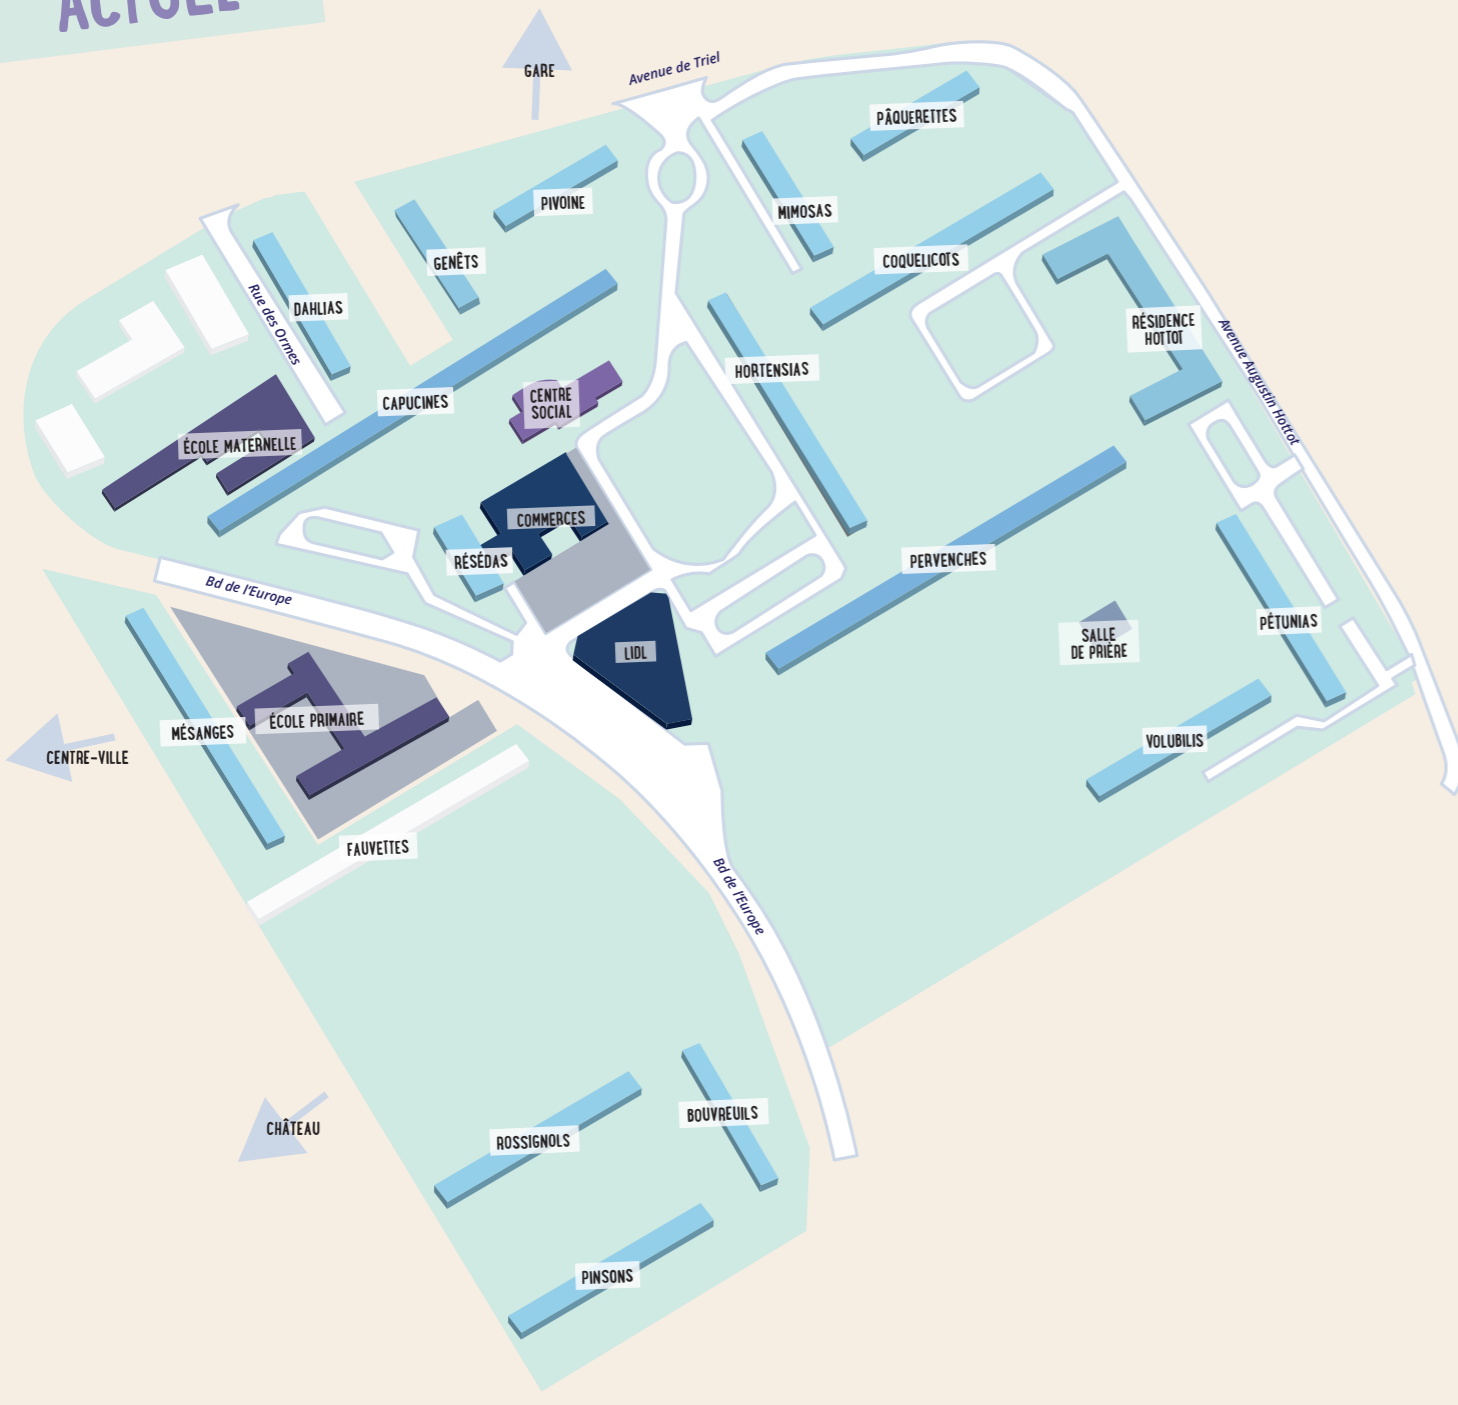 ACTUEL
GARE
Avenue de Triel
PÂQUERETTES
PIVOINE
MIMOSAS
GENÊTS
COQUELICOTS
Rue des Ormes
DAHLIAS
RÉSIDENCE
HOTTOT
Avenue Augustin Hottot
HORTENSIAS
CAPUCINES
CENTRE
SOCIAL
ÉCOLE MATERNELLE
COMMERCES
RÉSÉDAS
PERVENCHES
Bd de l'Europe
PÉTUNIAS
SALLE
DE PRIÈRE
LIDL
ÉCOLE PRIMAIRE
MÉSANGES
VOLUBILIS
CENTRE-VILLE
FAUVETTES
Bd de l'Europe
BOUVREUILS
CHÂTEAU
ROSSIGNOLS
PINSONS